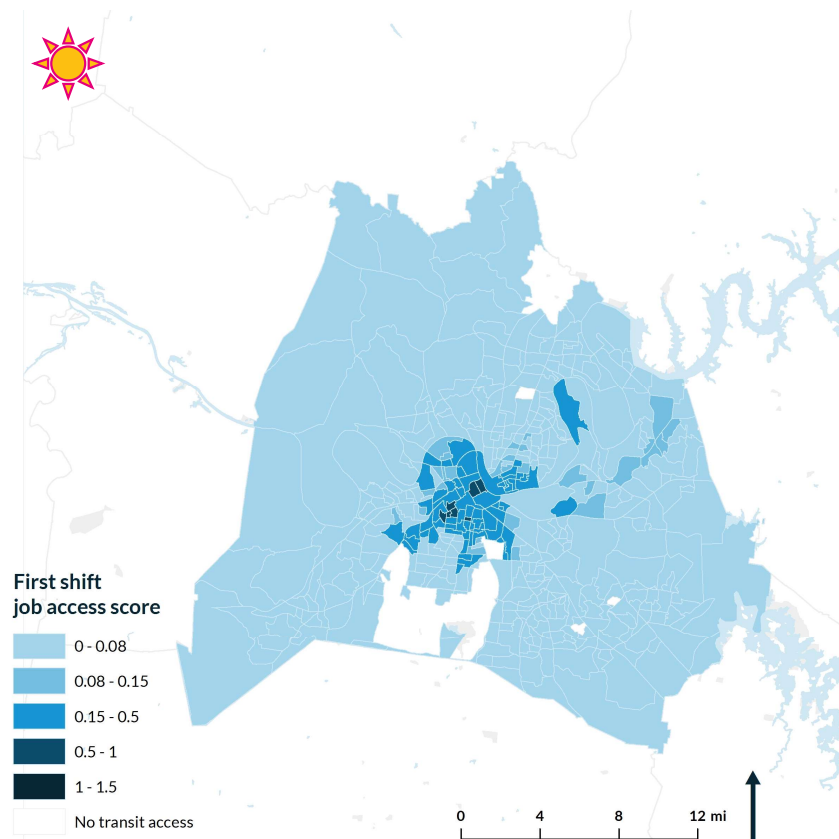 First shift
job access score
0 - 0.08
0.08 - 0.15
0.15 - 0.5
0.5 - 1
1 - 1.5
No transit access
0 4 8 12 mi